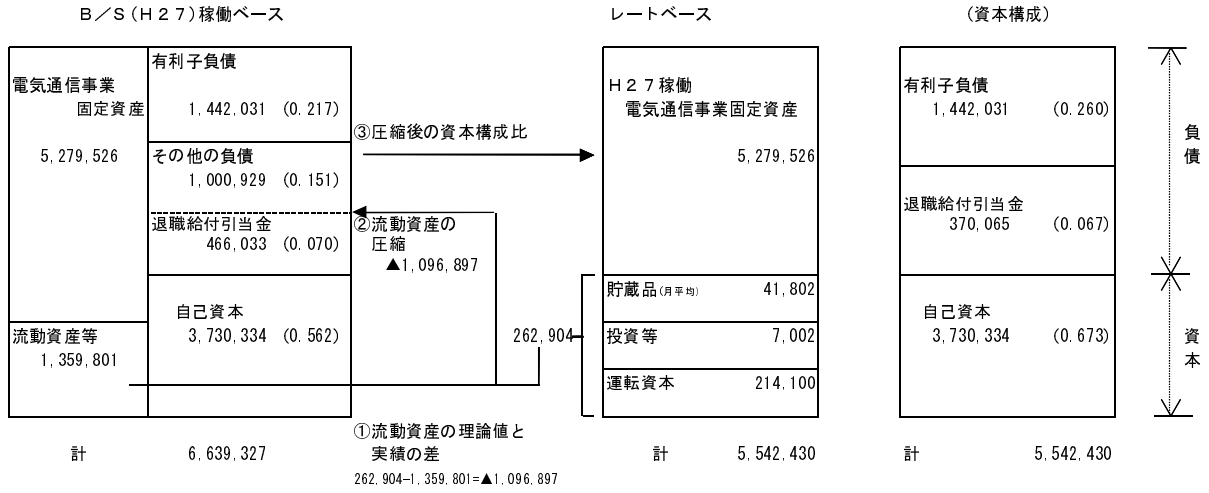 Ｂ／Ｓ（Ｈ２７）稼働ベース
電気通信事業
固定資産
5,279,526
流動資産等
1,359,801
有利子負債
1,442,031 (0.217)
その他の負債
1,000,929 (0.151)
退職給付引当金
466,033 (0.070)
自己資本
3,730,334 (0.562)
計 6,639,327
③圧縮後の資本構成比
②流動資産の
圧縮
▲1,096,897
262,904
①流動資産の理論値と
実績の差
262,904−1,359,801=▲1,096,897
レートベース
Ｈ２７稼働
電気通信事業固定資産
5,279,526
貯蔵品(月平均) 41,802
投資等 7,002
運転資本 214,100
計 5,542,430
（資本構成）
有利子負債
1,442,031 (0.260)
退職給付引当金
370,065 (0.067)
自己資本
3,730,334 (0.673)
計 5,542,430
負債
資本